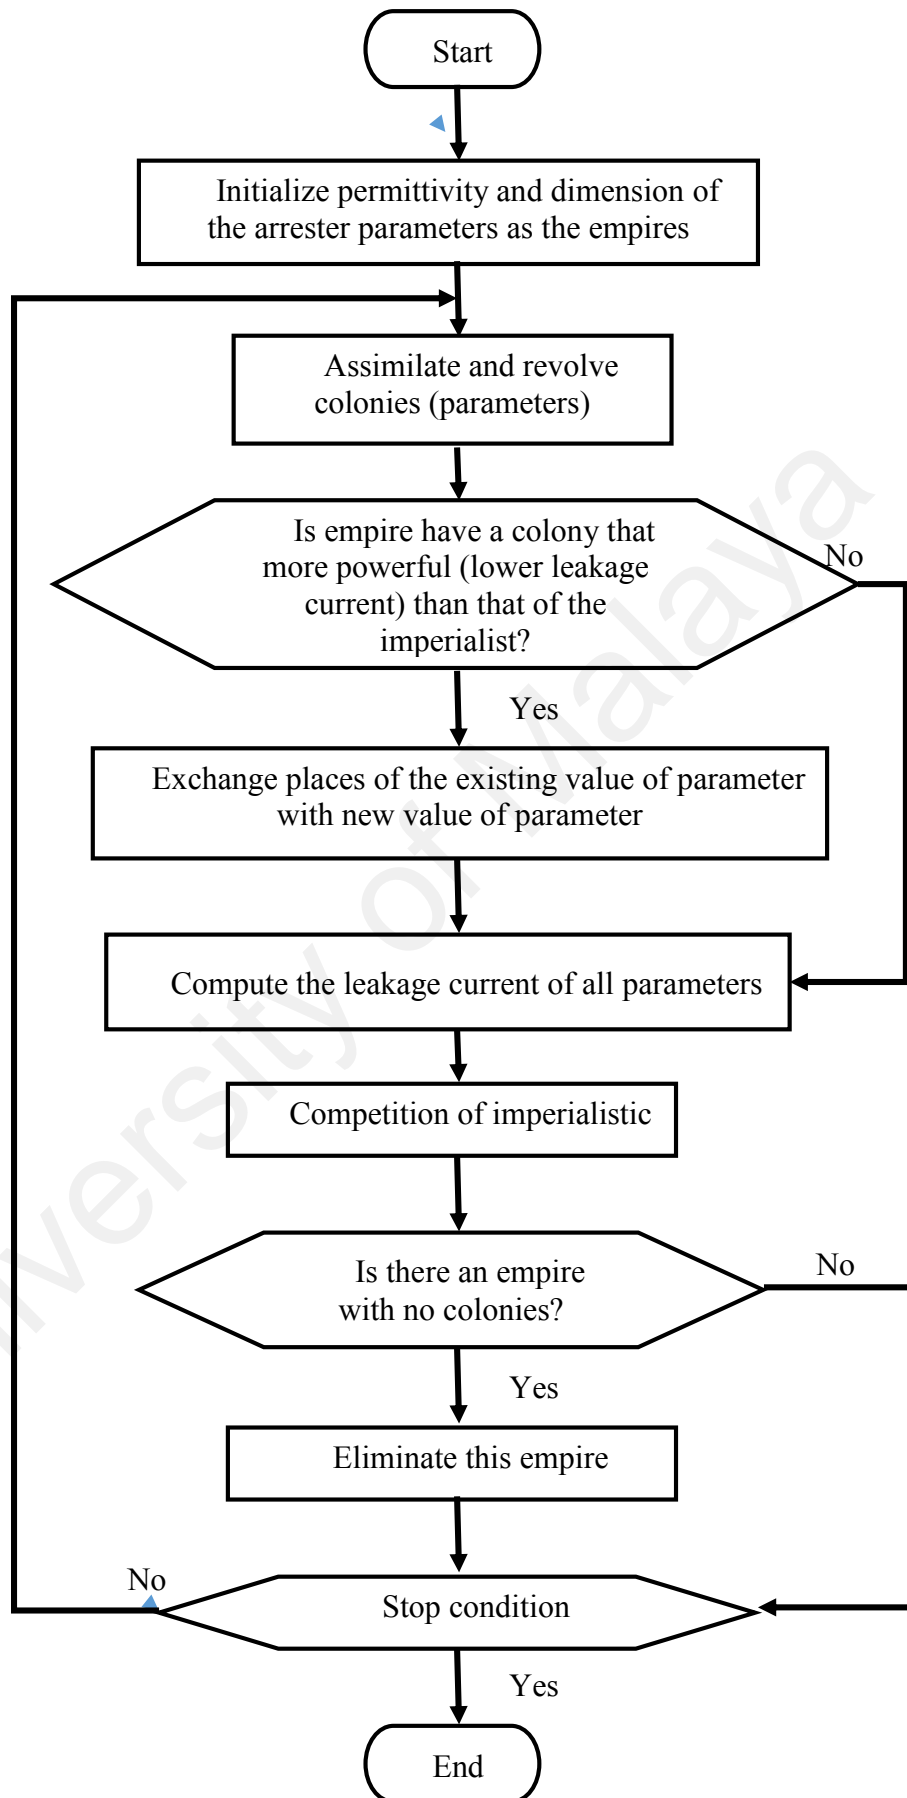 Start
Initialize permittivity and dimension of
the arrester parameters as the empires
Assimilate and revolve
colonies (parameters)
Is empire have a colony that
more powerful (lower leakage
current) than that of the
imperialist?
No
Yes
Exchange places of the existing value of parameter
with new value of parameter
Compute the leakage current of all parameters
Competition of imperialistic
Is there an empire
with no colonies?
No
Yes
Eliminate this empire
No
Stop condition
Yes
End
University of Malaya